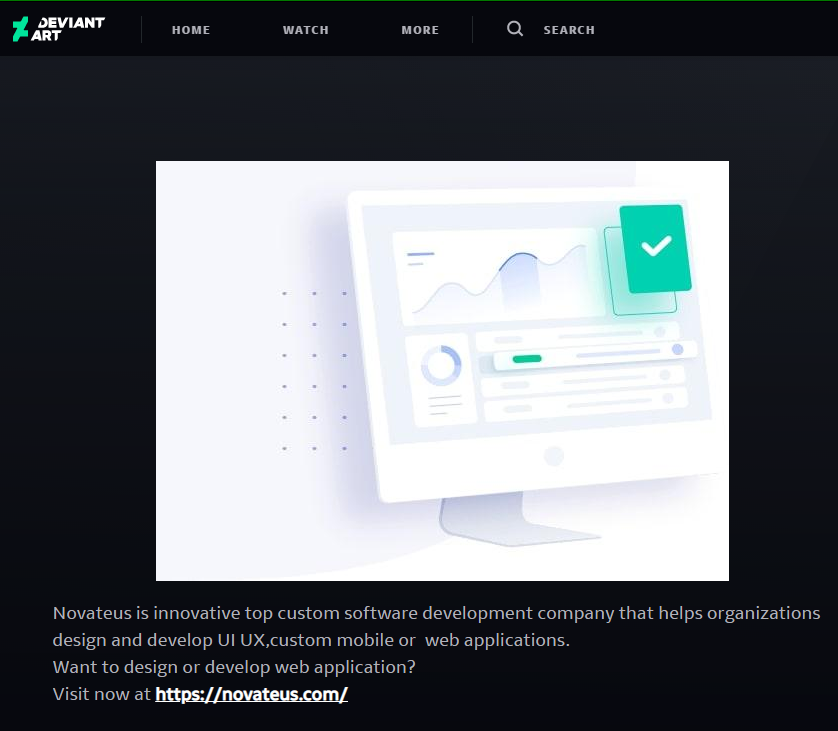 DEVIANT
ART
HOME
WATCH
MORE
SEARCH
Novateus is innovative top custom software development company that helps organizations
design and develop UI UX,custom mobile or  web applications.
Want to design or develop web application?
Visit now at https://novateus.com/